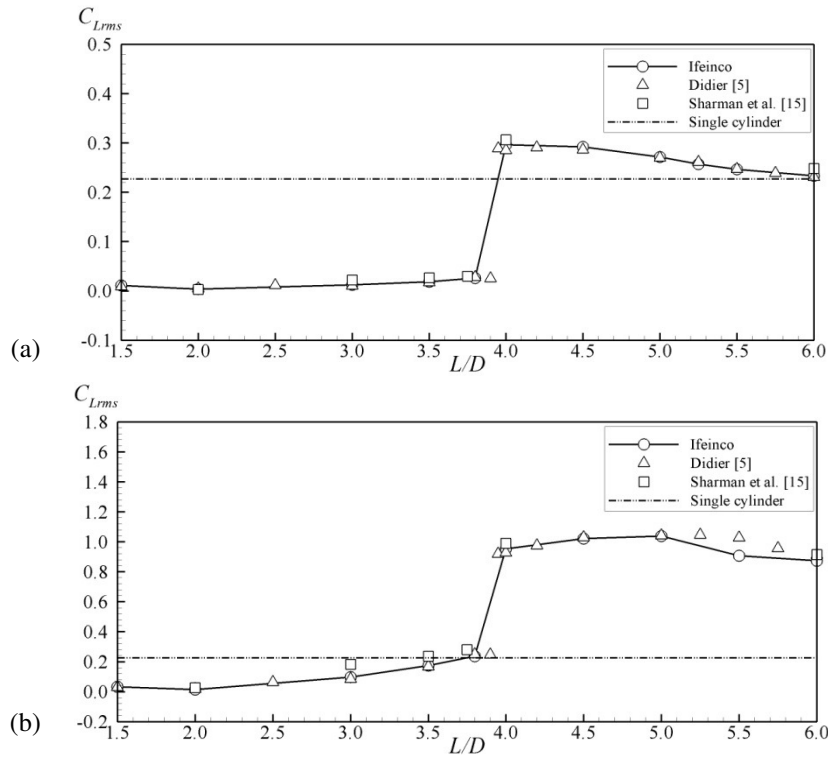 C_Lrms
0.5
0.4
0.3
0.2
0.1
0.0
-0.1
Ifeinco
Didier [5]
Sharman et al. [15]
Single cylinder
1.5 2.0 2.5 3.0 3.5 4.0 4.5 5.0 5.5 6.0
L/D
(a)
C_Lrms
1.8
1.6
1.4
1.2
1.0
0.8
0.6
0.4
0.2
0.0
-0.2
Ifeinco
Didier [5]
Sharman et al. [15]
Single cylinder
1.5 2.0 2.5 3.0 3.5 4.0 4.5 5.0 5.5 6.0
L/D
(b)